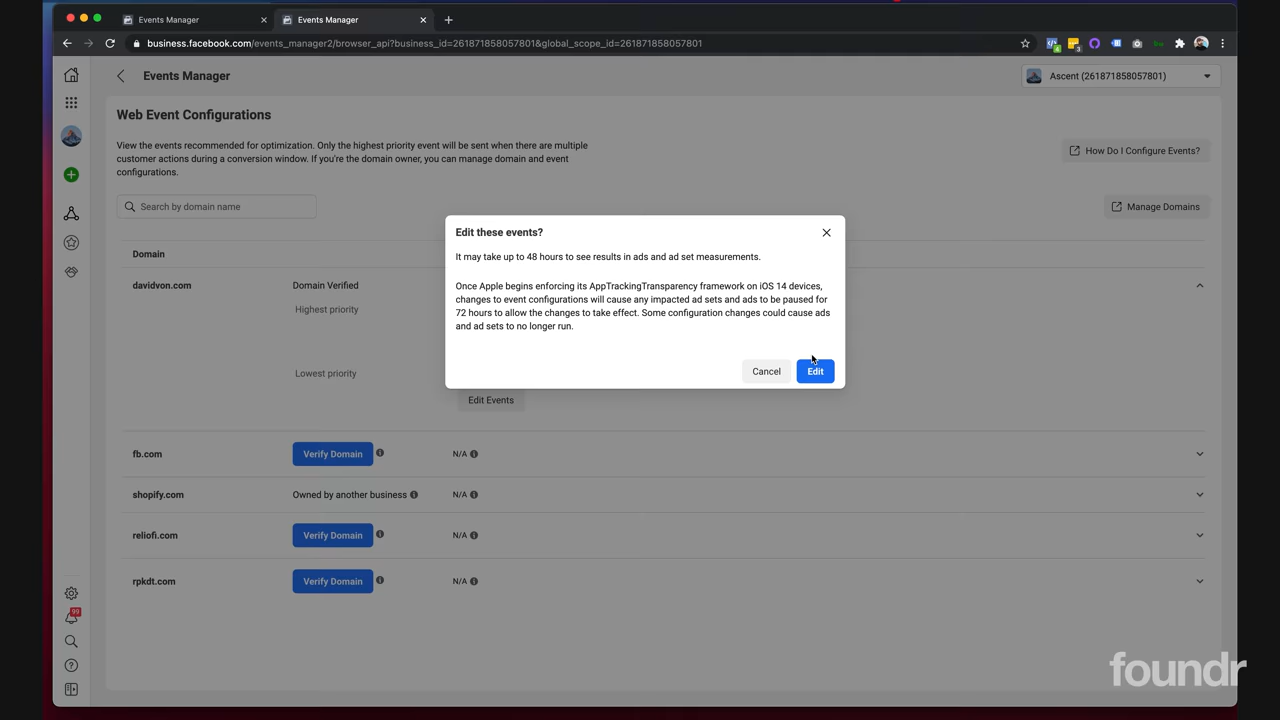 Events Manager
Events Manager
business.facebook.com/events_manager2/browser_api?business_id=261871858057801&global_scope_id=261871858057801
Events Manager
Ascent (261871858057801)
Web Event Configurations
View the events recommended for optimization. Only the highest priority event will be sent when there are multiple
customer actions during a conversion window. If you're the domain owner, you can manage domain and event
configurations.
How Do I Configure Events?
Search by domain name
Manage Domains
Edit these events?
It may take up to 48 hours to see results in ads and ad set measurements.
Once Apple begins enforcing its AppTrackingTransparency framework on iOS 14 devices,
changes to event configurations will cause any impacted ad sets and ads to be paused for
72 hours to allow the changes to take effect. Some configuration changes could cause ads
and ad sets to no longer run.
Cancel
Edit
Domain
davidvon.com
Domain Verified
Highest priority
Lowest priority
Edit Events
fb.com
Verify Domain
N/A
shopify.com
Owned by another business
N/A
reliofi.com
Verify Domain
N/A
rpkdt.com
Verify Domain
N/A
99
foundr